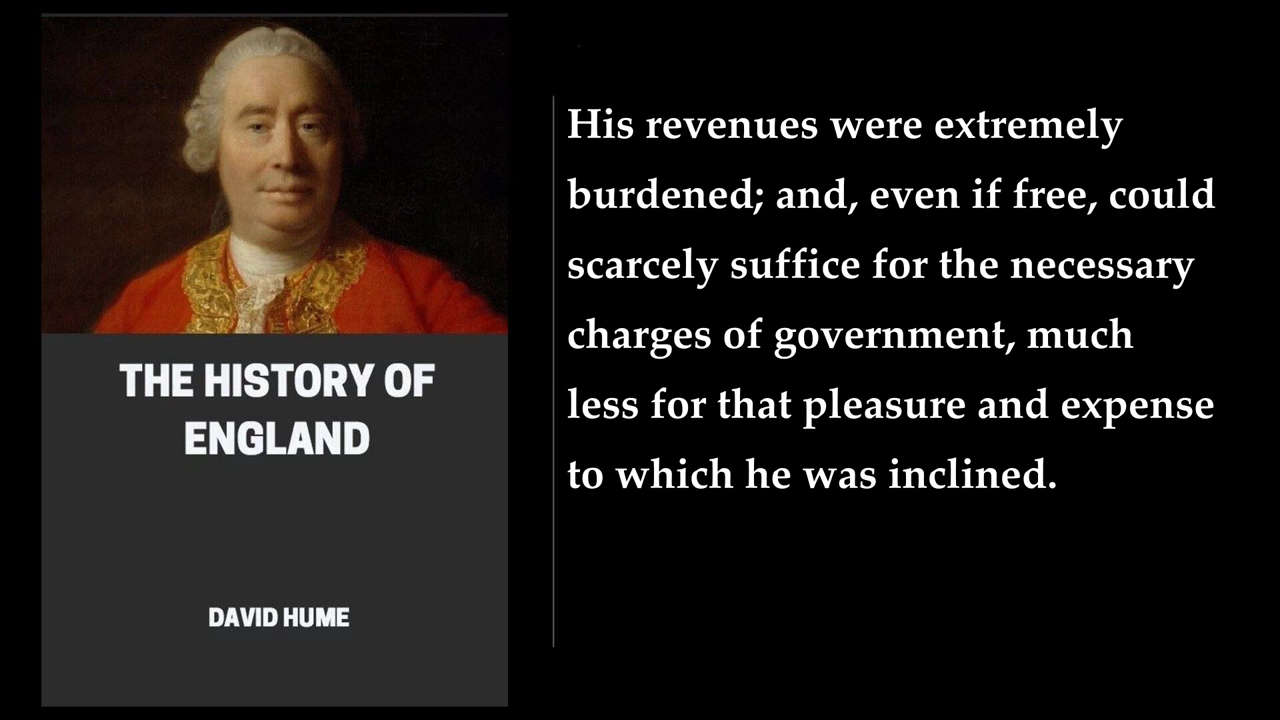 THE HISTORY OF
ENGLAND
DAVID HUME
His revenues were extremely
burdened; and, even if free, could
scarcely suffice for the necessary
charges of government, much
less for that pleasure and expense
to which he was inclined.